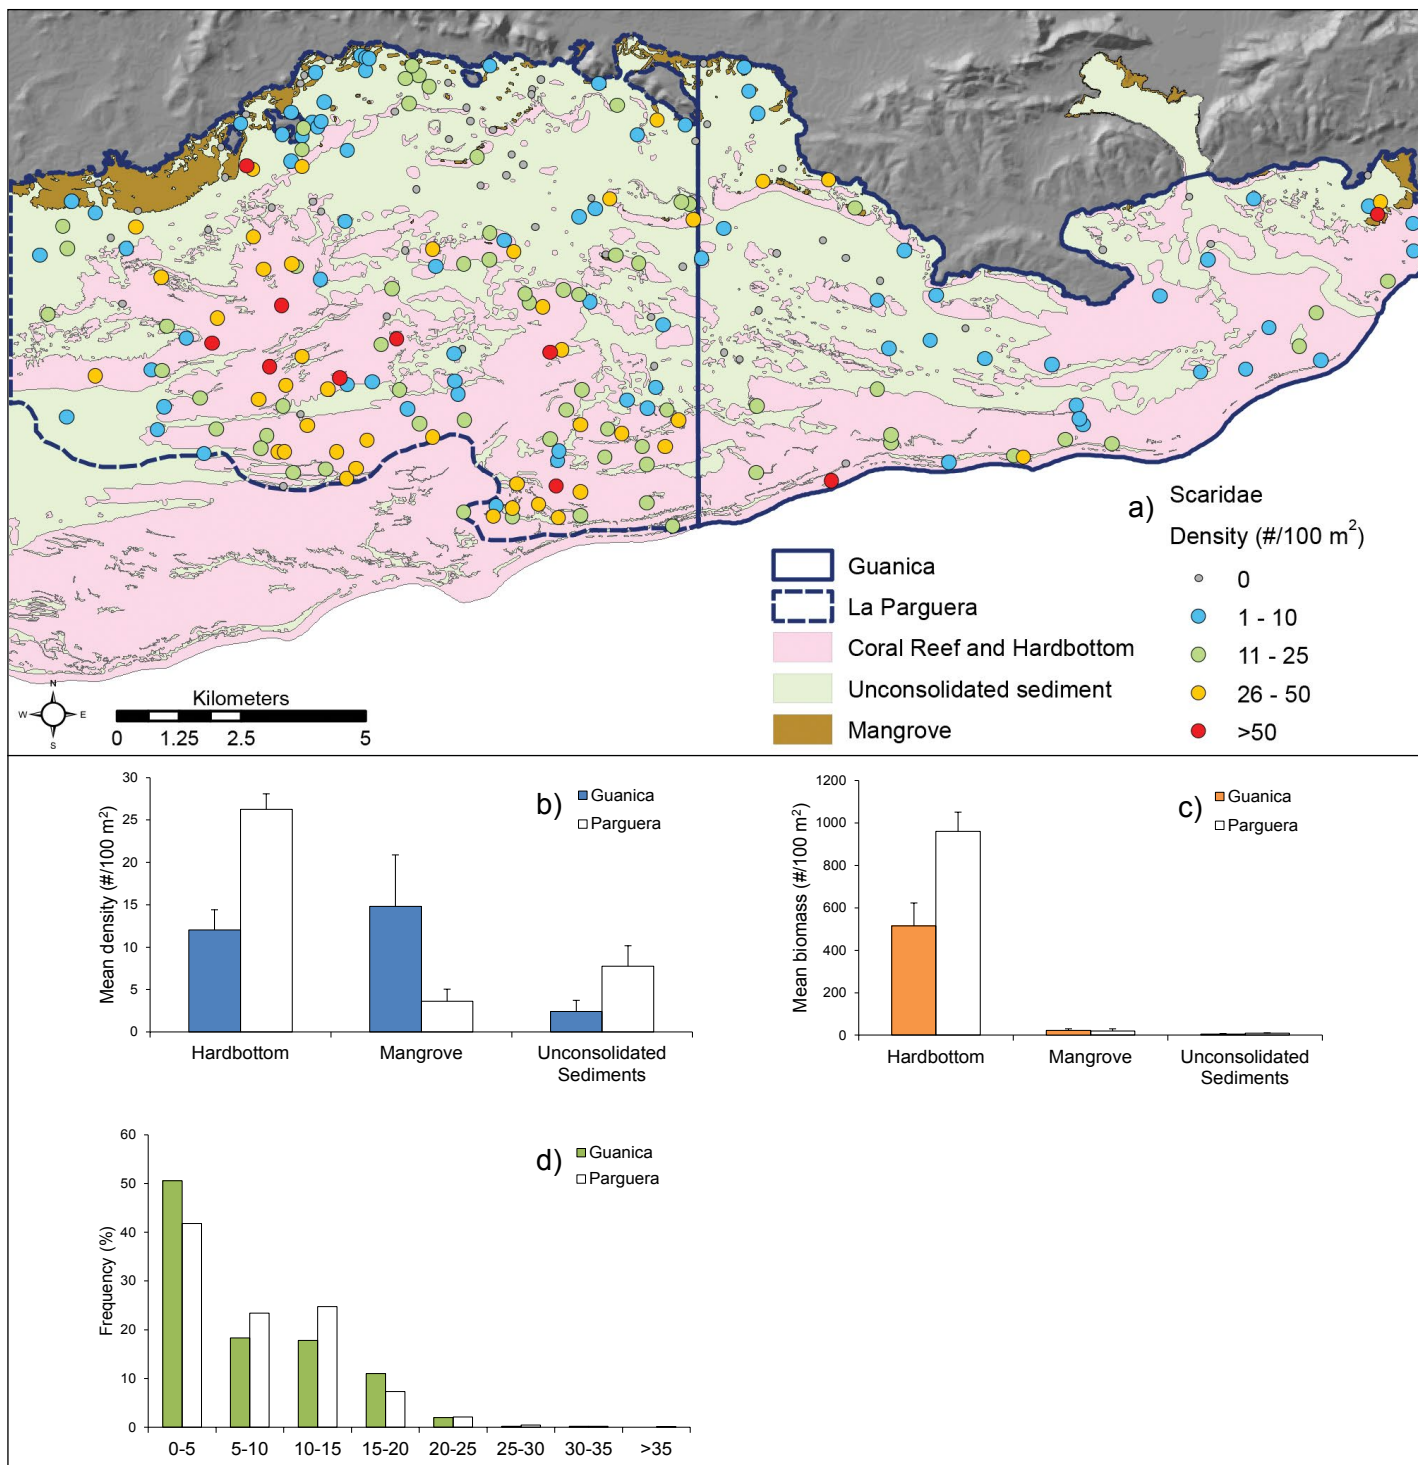 a) Scaridae
Density (#/100 m²)
0
1 - 10
11 - 25
26 - 50
>50
Guanica
La Parguera
Coral Reef and Hardbottom
Unconsolidated sediment
Mangrove
N
W E
S
Kilometers
0 1.25 2.5 5
b)
Guanica
Parguera
Mean density (#/100 m²)
30
25
20
15
10
5
0
Hardbottom Mangrove Unconsolidated
Sediments
c)
Guanica
Parguera
Mean biomass (#/100 m²)
1200
1000
800
600
400
200
0
Hardbottom Mangrove Unconsolidated
Sediments
d)
Guanica
Parguera
Frequency (%)
60
50
40
30
20
10
0
0-5 5-10 10-15 15-20 20-25 25-30 30-35 >35